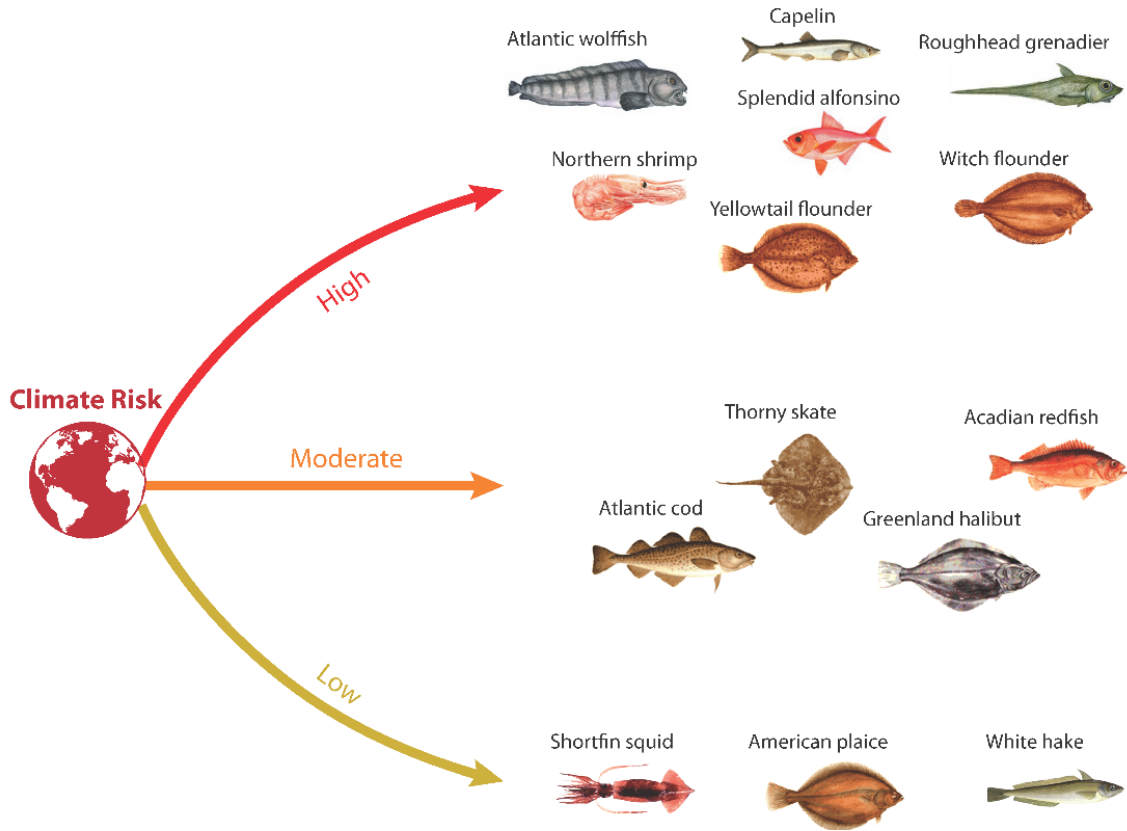 Capelin
Atlantic wolffish
Roughhead grenadier
Splendid alfonsino
Northern shrimp
Witch flounder
Yellowtail flounder
High
Climate Risk
Moderate
Thorny skate
Acadian redfish
Atlantic cod
Greenland halibut
Low
Shortfin squid
American plaice
White hake